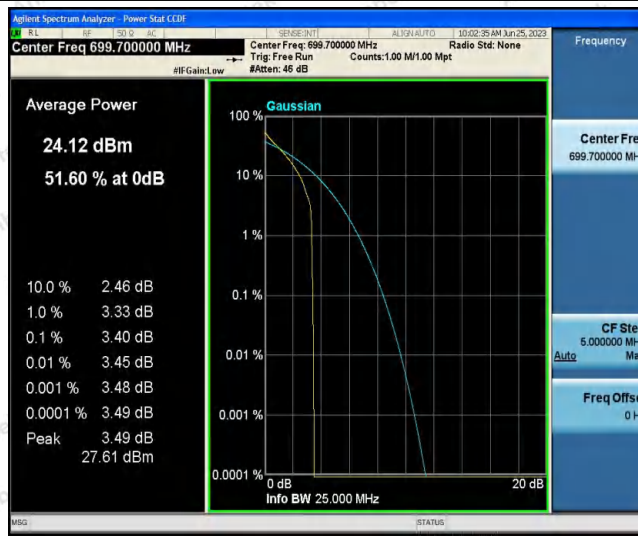 Agilent Spectrum Analyzer - Power Stat CCDF
RL RF 50 Ω AC SENSE:INT ALIGN AUTO 10:02:35 AM Jun 25, 2023
Center Freq 699.700000 MHz
Center Freq: 699.700000 MHz Radio Std: None
Trig: Free Run Counts:1.00 M/1.00 Mpt
#IFGain:Low #Atten: 46 dB
Frequency
Average Power
24.12 dBm
51.60 % at 0dB
10.0 % 2.46 dB
1.0 % 3.33 dB
0.1 % 3.40 dB
0.01 % 3.45 dB
0.001 % 3.48 dB
0.0001 % 3.49 dB
Peak 3.49 dB
27.61 dBm
Gaussian
100 %
10 %
1 %
0.1 %
0.01 %
0.001 %
0.0001 %
0 dB 20 dB
Info BW 25.000 MHz
Center Fre
699.700000 MH
CF Ste
5.000000 MH
Auto Ma
Freq Offse
0 H
MSG STATUS